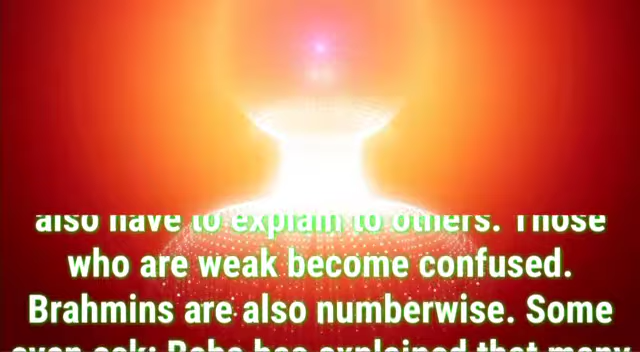 also have to explain to others. Those
who are weak become confused.
Brahmins are also numberwise. Some
even ask: Baba has explained that many